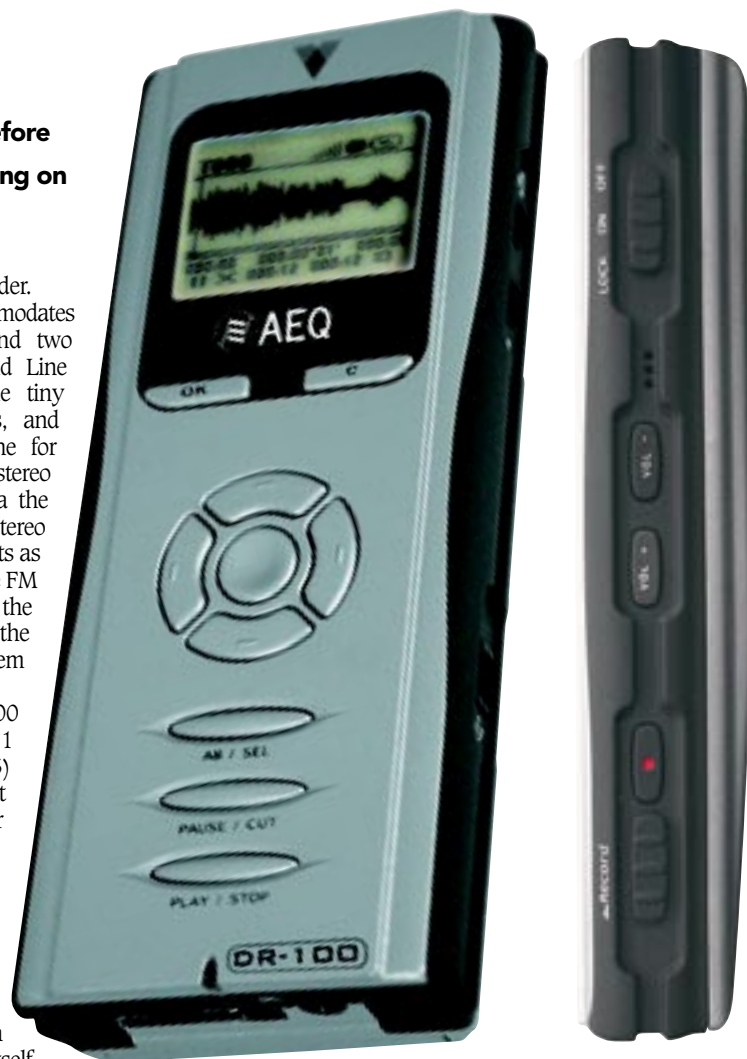 efore
ng on
der.
modates
nd two
d Line
e tiny
s, and
ne for
stereo
a the
tereo
ts as
FM
the
the
em
00
1
5)
t
r
n
rself
AEQ
OK
C
AB / SEL
PAUSE / CUT
PLAY / STOP
DR-100
LOCK ON OFF
VOL -
VOL +
Record